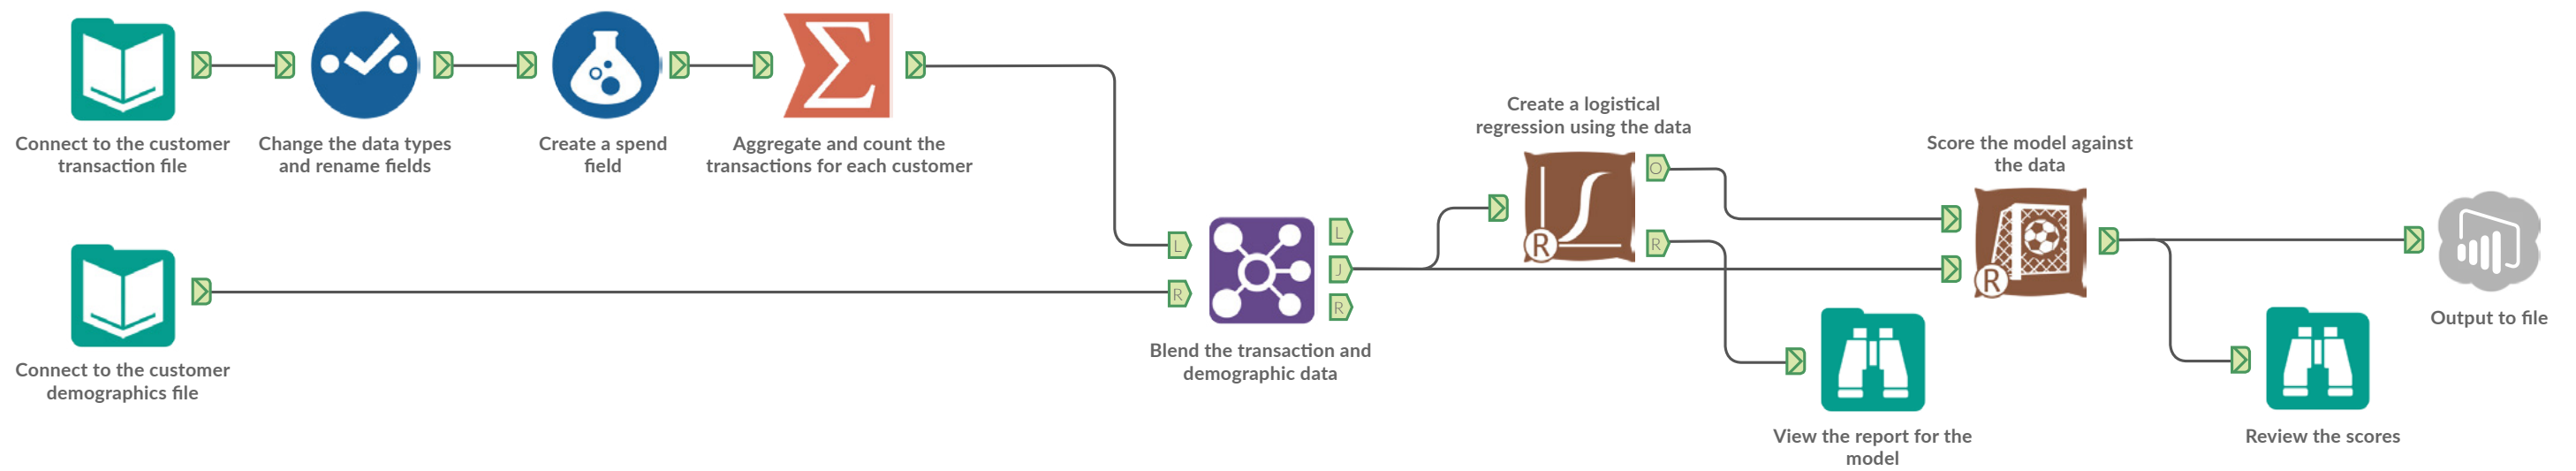 Connect to the customer
transaction file
Change the data types
and rename fields
Create a spend
field
Aggregate and count the
transactions for each customer
Σ
Connect to the customer
demographics file
L
R
L
J
R
Blend the transaction and
demographic data
Create a logistical
regression using the data
R
O
R
Score the model against
the data
R
View the report for the
model
Review the scores
Output to file